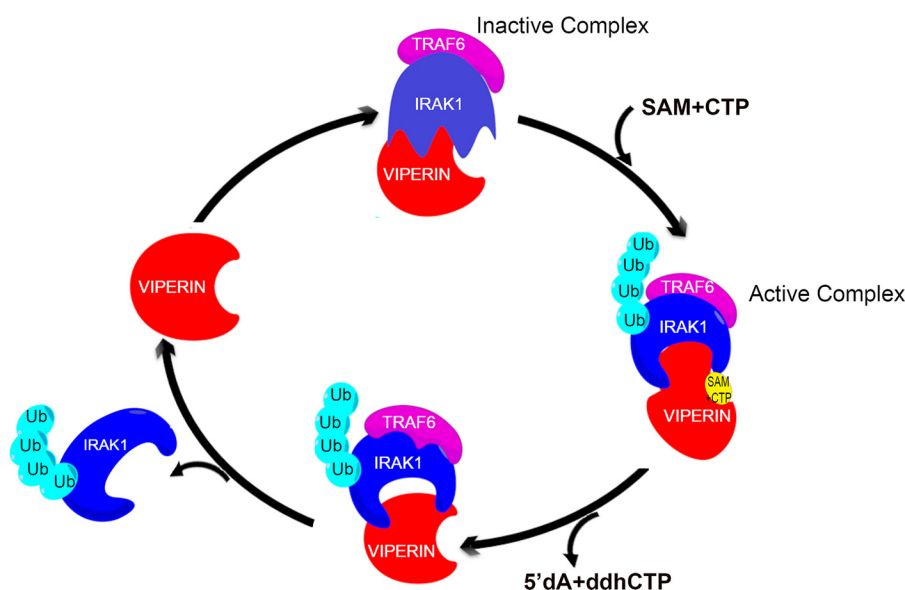 Inactive Complex
TRAF6
IRAK1
VIPERIN
SAM+CTP
Ub
Ub
Ub
Ub
TRAF6
IRAK1
SAM
+CTP
VIPERIN
Active Complex
5'dA+ddhCTP
Ub
Ub
Ub
Ub
TRAF6
IRAK1
VIPERIN
Ub
Ub
Ub
Ub
IRAK1
VIPERIN